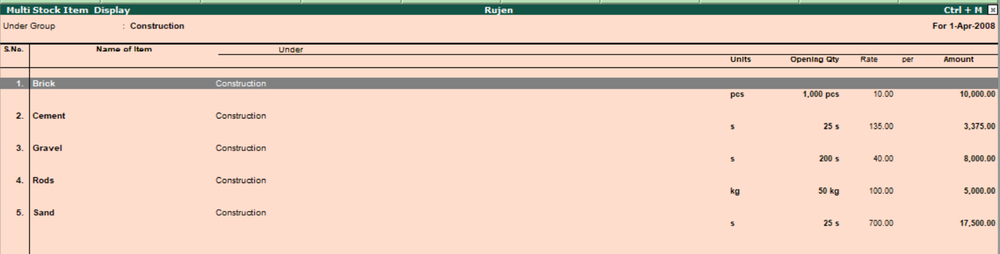 Multi Stock Item Display Rujen Ctrl + M
Under Group : Construction For 1-Apr-2008
S.No. Name of Item Under
Units Opening Qty Rate per Amount
1. Brick Construction
pcs 1,000 pcs 10.00 10,000.00
2. Cement Construction
s 25 s 135.00 3,375.00
3. Gravel Construction
s 200 s 40.00 8,000.00
4. Rods Construction
kg 50 kg 100.00 5,000.00
5. Sand Construction
s 25 s 700.00 17,500.00